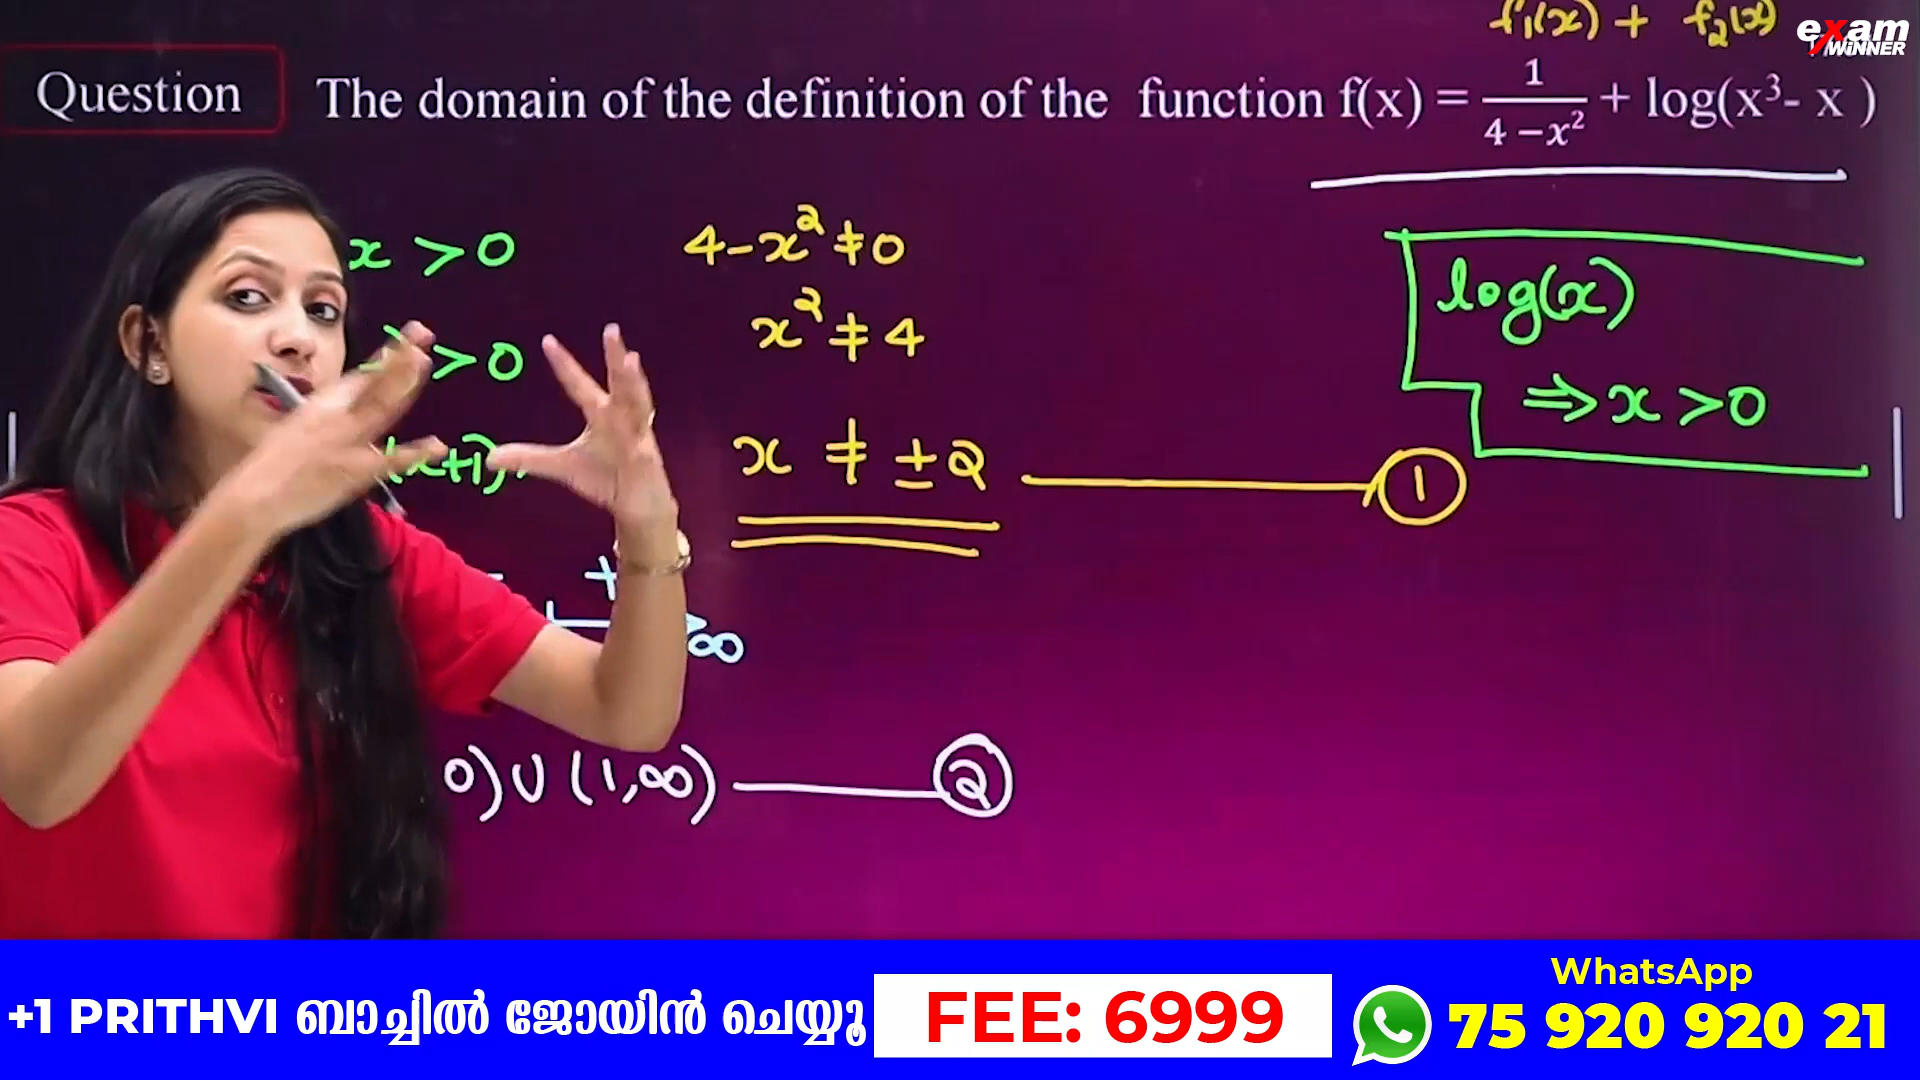 f₁(x) + f₂(x)
exam WiNNER
Question
The domain of the definition of the function f(x) = 1/(4 −x²) + log(x³- x )
x > 0
> 0
(x+1)
4-x² ≠ 0
x² ≠ 4
x ≠ ±2
1
log(x)
⇒ x > 0
+
∞
0) ∪ (1,∞)
2
+1 PRITHVI ബാച്ചിൽ ജോയിൻ ചെയ്യൂ
FEE: 6999
WhatsApp
75 920 920 21